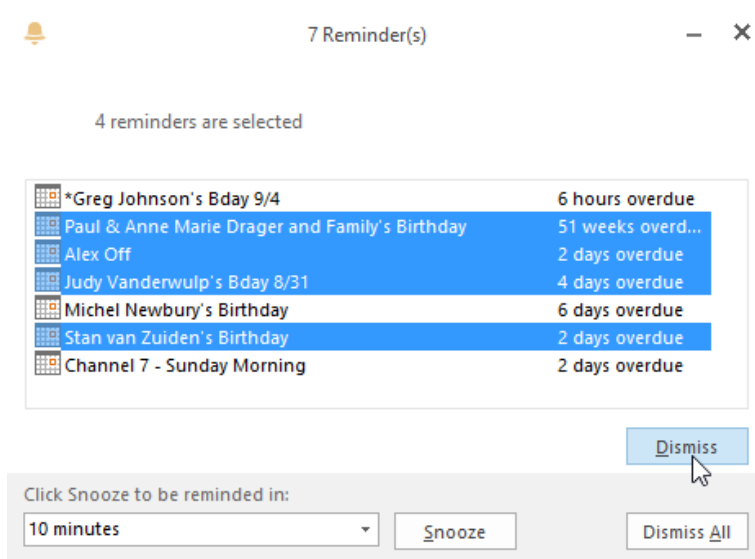 7 Reminder(s)
4 reminders are selected
*Greg Johnson's Bday 9/4 6 hours overdue
Paul & Anne Marie Drager and Family's Birthday 51 weeks overd...
Alex Off 2 days overdue
Judy Vanderwulp's Bday 8/31 4 days overdue
Michel Newbury's Birthday 6 days overdue
Stan van Zuiden's Birthday 2 days overdue
Channel 7 - Sunday Morning 2 days overdue
Dismiss
Click Snooze to be reminded in:
10 minutes Snooze Dismiss All